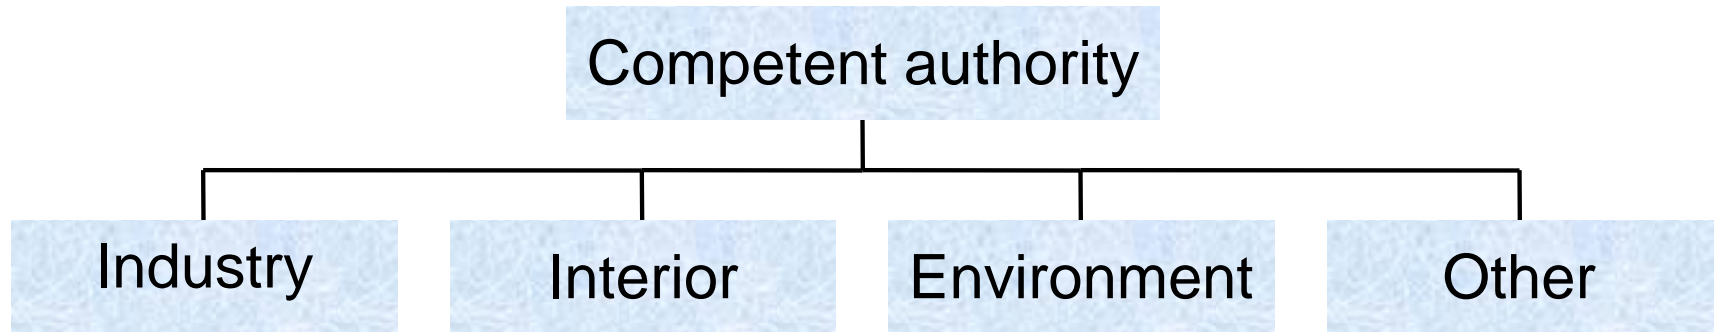 Competent authority
Industry
Interior
Environment
Other